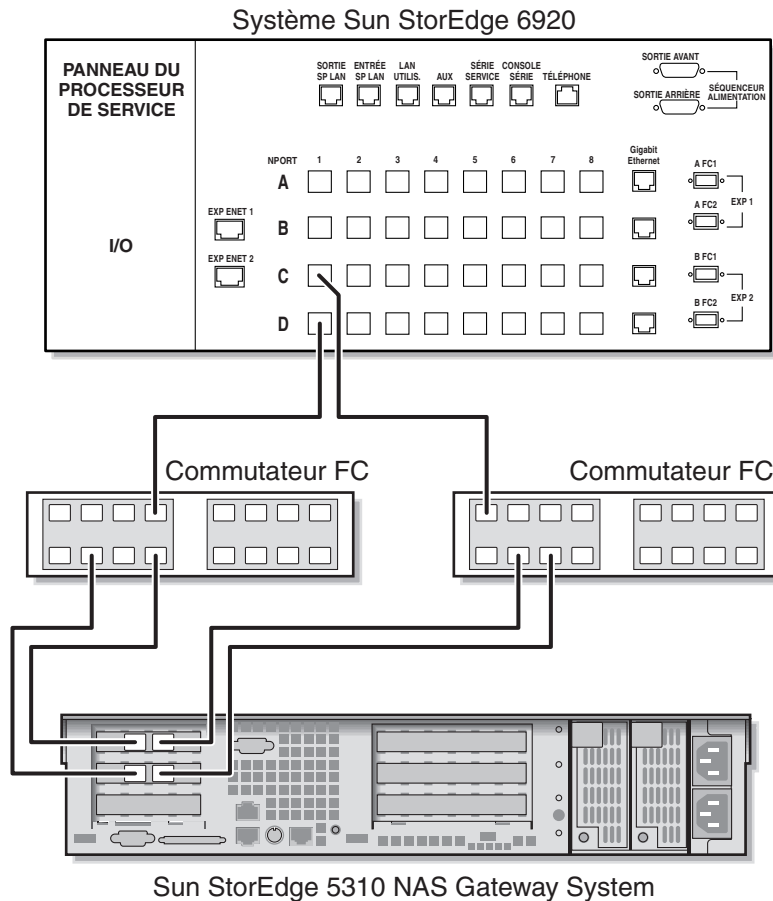 Système Sun StorEdge 6920
PANNEAU DU
PROCESSEUR
DE SERVICE
I/O
SORTIE
SP LAN
ENTRÉE
SP LAN
LAN
UTILIS.
AUX
SÉRIE
SERVICE
CONSOLE
SÉRIE
TÉLÉPHONE
SORTIE AVANT
SORTIE ARRIÈRE
SÉQUENCEUR
ALIMENTATION
NPORT 1 2 3 4 5 6 7 8
Gigabit
Ethernet
A
B
C
D
EXP ENET 1
EXP ENET 2
A FC1
A FC2
EXP 1
B FC1
B FC2
EXP 2
Commutateur FC
Commutateur FC
Sun StorEdge 5310 NAS Gateway System